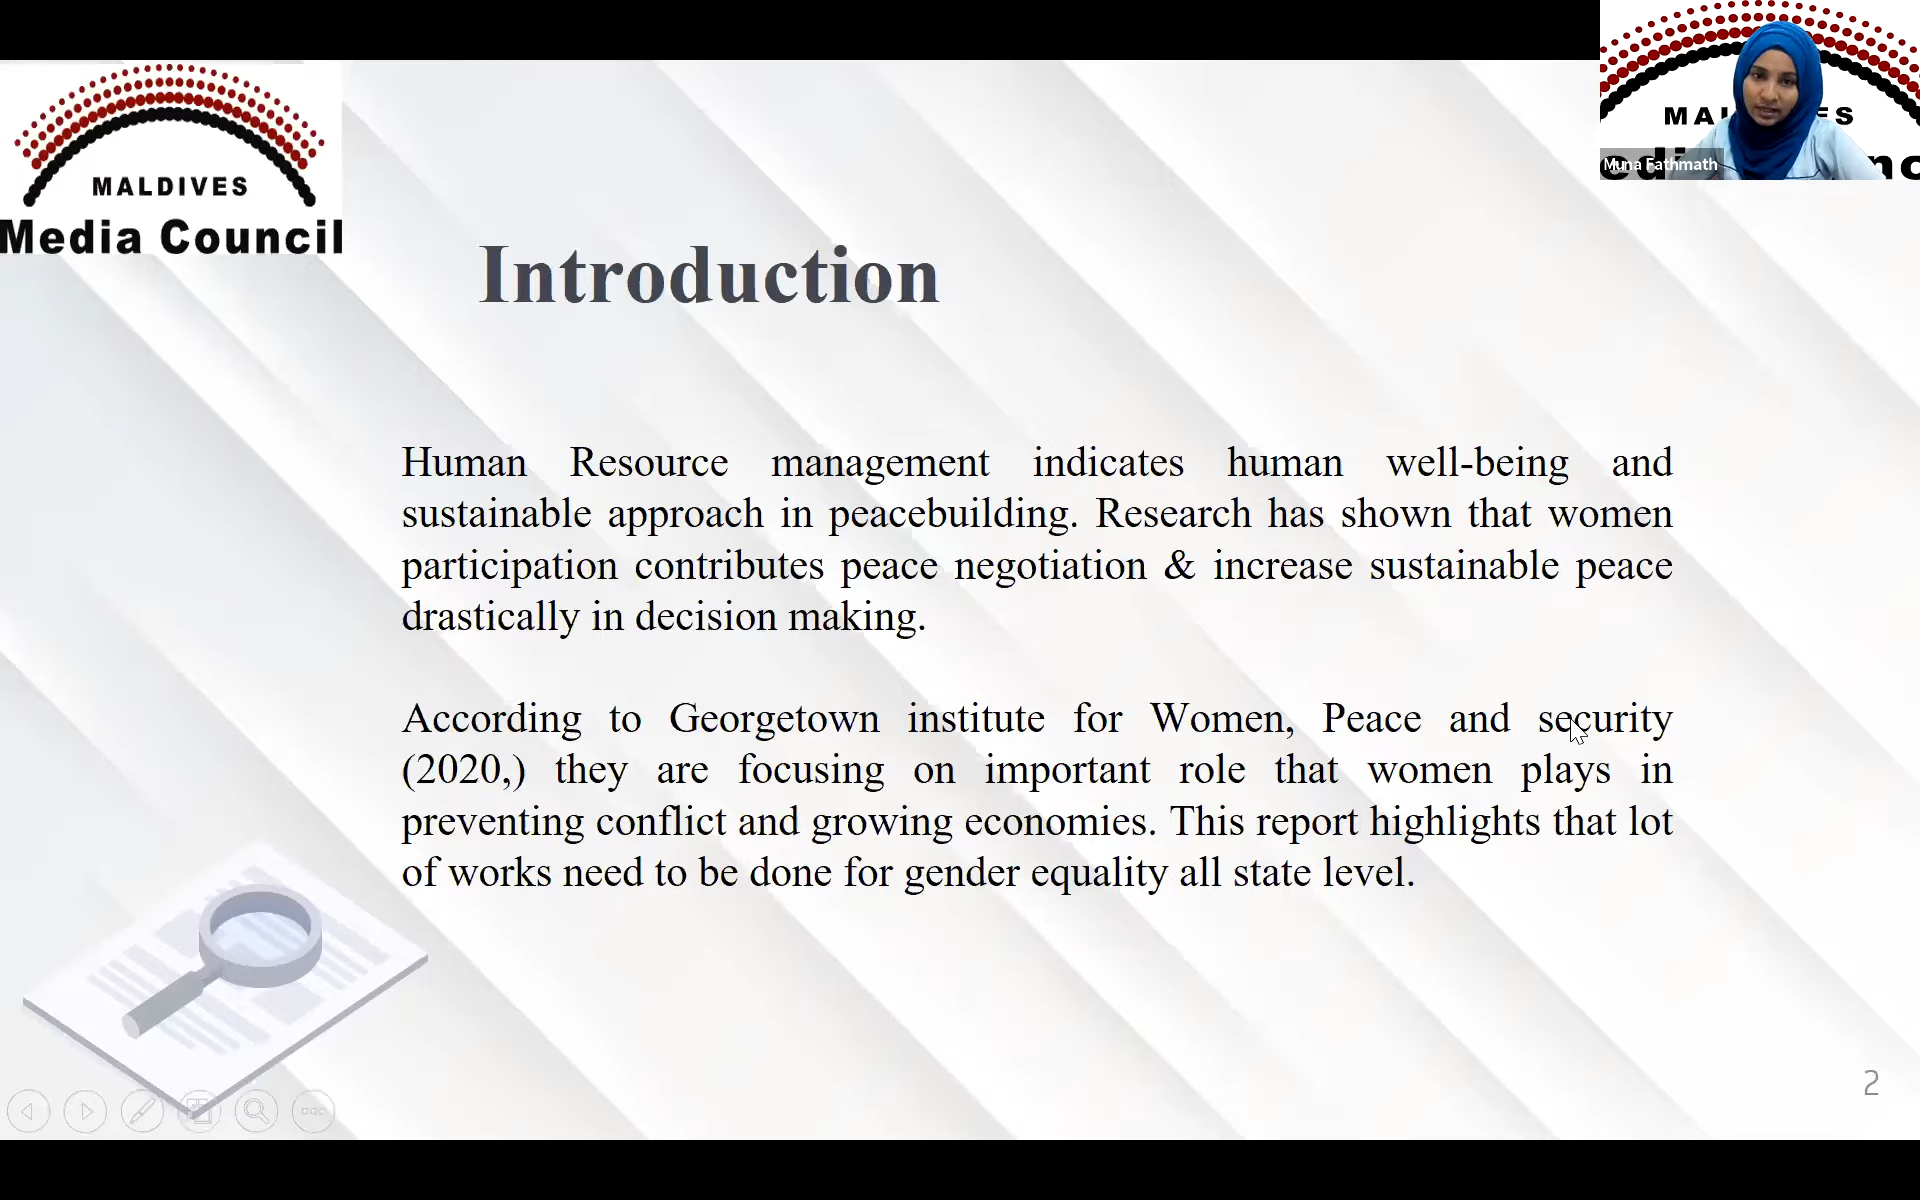 MALDIVES
Media Council
MAL ES
Muna Fathmath
Introduction
Human Resource management indicates human well-being and
sustainable approach in peacebuilding. Research has shown that women
participation contributes peace negotiation & increase sustainable peace
drastically in decision making.
According to Georgetown institute for Women, Peace and security
(2020,) they are focusing on important role that women plays in
preventing conflict and growing economies. This report highlights that lot
of works need to be done for gender equality all state level.
2